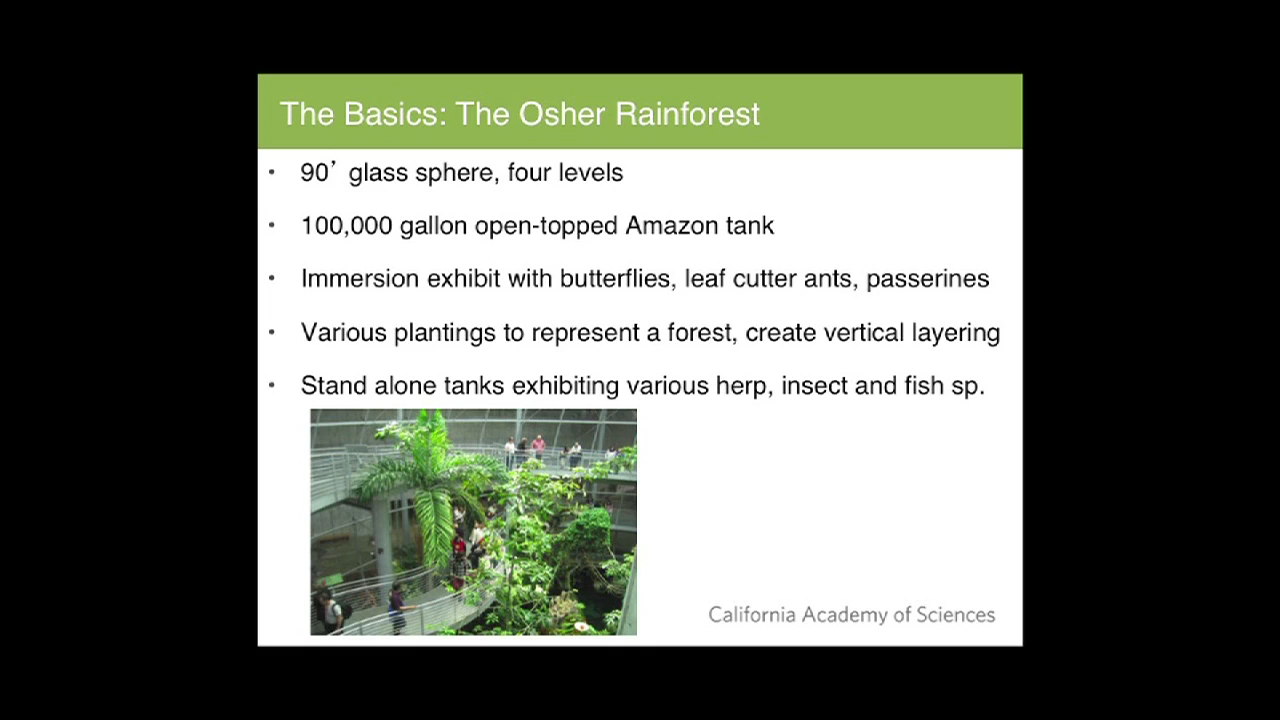 The Basics: The Osher Rainforest
• 90’ glass sphere, four levels
• 100,000 gallon open-topped Amazon tank
• Immersion exhibit with butterflies, leaf cutter ants, passerines
• Various plantings to represent a forest, create vertical layering
• Stand alone tanks exhibiting various herp, insect and fish sp.
California Academy of Sciences